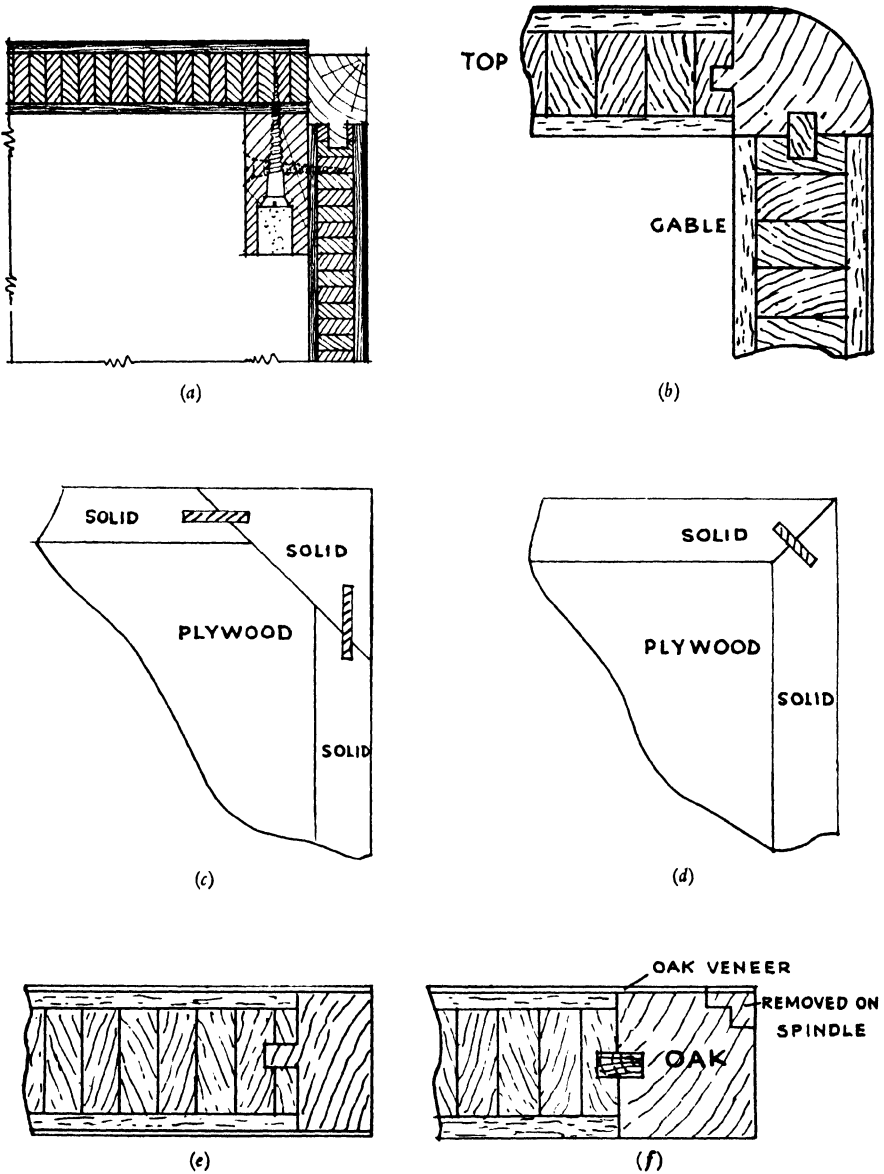 TOP
GABLE
(a)
(b)
SOLID
SOLID
PLYWOOD
SOLID
SOLID
PLYWOOD
SOLID
(c)
(d)
OAK VENEER
REMOVED ON
SPINDLE
OAK
(e)
(f)